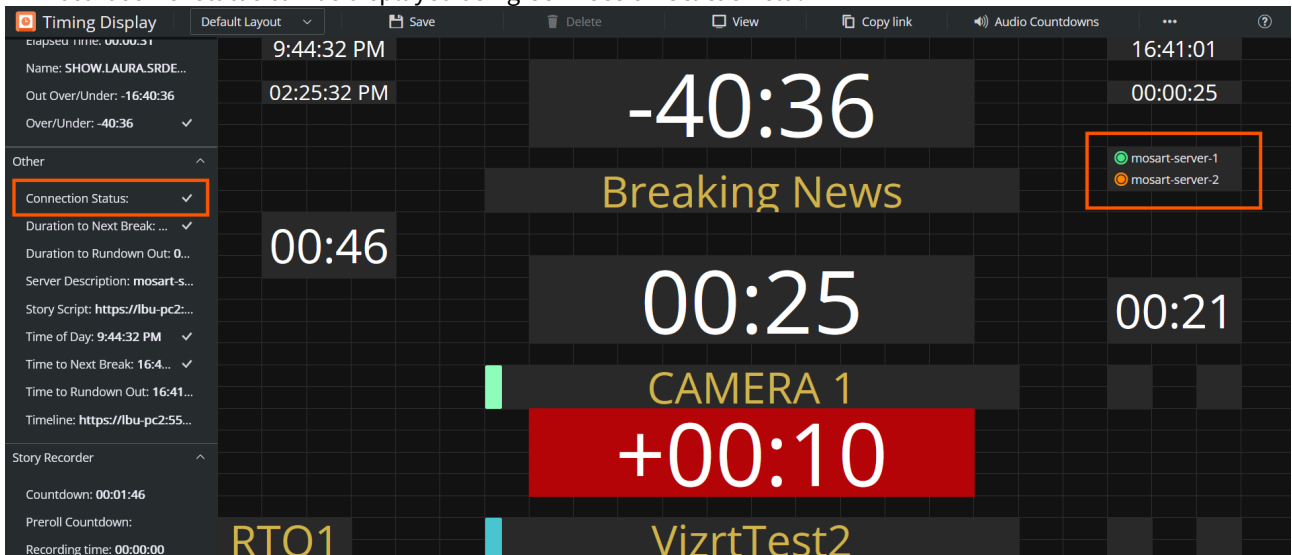 Timing Display
Default Layout
Save
Delete
View
Copy link
Audio Countdowns
•••
?
Elapsed Time: 00:00:31
Name: SHOW.LAURA.SRDE...
Out Over/Under: -16:40:36
Over/Under: -40:36
Other
Connection Status:
Duration to Next Break: ...
Duration to Rundown Out: 0...
Server Description: mosart-s...
Story Script: https://lbu-pc2:...
Time of Day: 9:44:32 PM
Time to Next Break: 16:4...
Time to Rundown Out: 16:41...
Timeline: https://lbu-pc2:55...
Story Recorder
Countdown: 00:01:46
Preroll Countdown:
Recording time: 00:00:00
9:44:32 PM
02:25:32 PM
-40:36
16:41:01
00:00:25
mosart-server-1
mosart-server-2
Breaking News
00:46
00:25
00:21
CAMERA 1
+00:10
RTO1
VizrtTest2